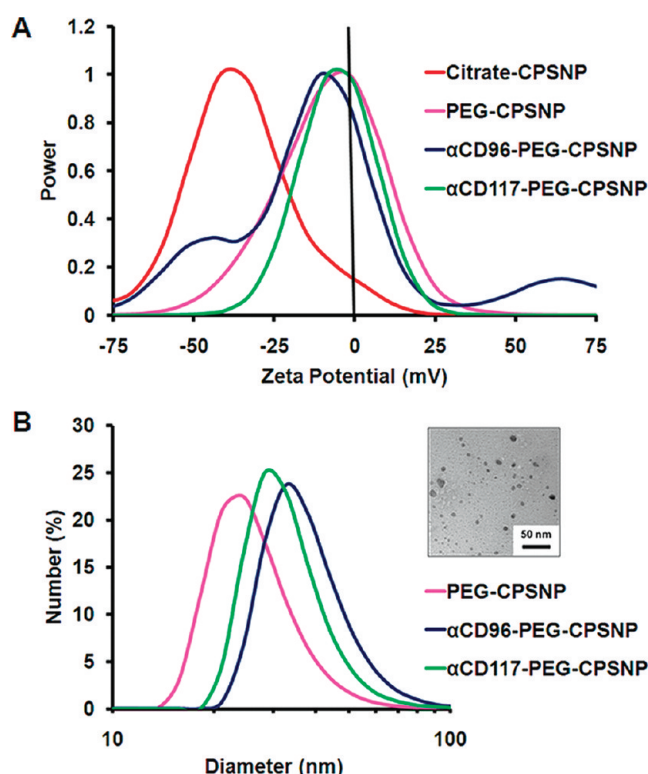 A
1.2
1
0.8
0.6
0.4
0.2
0
Power
-75
-50
-25
0
25
50
75
Zeta Potential (mV)
Citrate-CPSNP
PEG-CPSNP
αCD96-PEG-CPSNP
αCD117-PEG-CPSNP
B
30
25
20
15
10
5
0
Number (%)
10
100
Diameter (nm)
50 nm
PEG-CPSNP
αCD96-PEG-CPSNP
αCD117-PEG-CPSNP